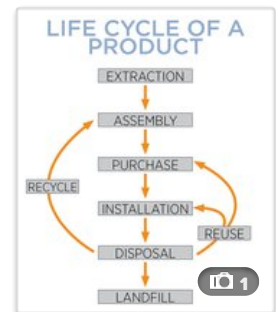 LIFE CYCLE OF A
PRODUCT
EXTRACTION
ASSEMBLY
PURCHASE
RECYCLE
INSTALLATION
REUSE
DISPOSAL
1
LANDFILL